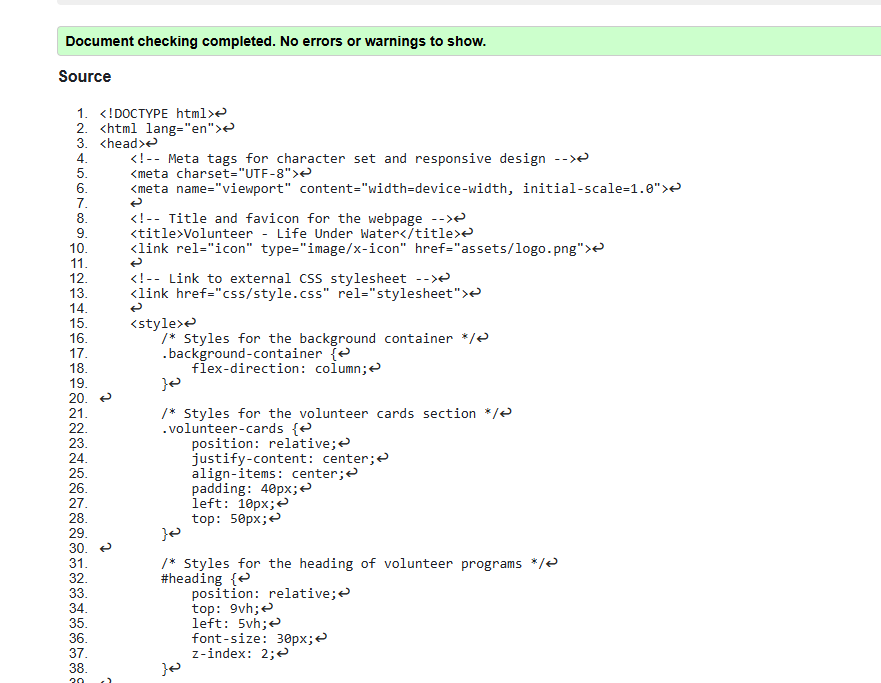 Document checking completed. No errors or warnings to show.
Source
1. <!DOCTYPE html>↩
2. <html lang="en">↩
3. <head>↩
4.     <!-- Meta tags for character set and responsive design -->↩
5.     <meta charset="UTF-8">↩
6.     <meta name="viewport" content="width=device-width, initial-scale=1.0">↩
7.     ↩
8.     <!-- Title and favicon for the webpage -->↩
9.     <title>Volunteer - Life Under Water</title>↩
10.     <link rel="icon" type="image/x-icon" href="assets/logo.png">↩
11.     ↩
12.     <!-- Link to external CSS stylesheet -->↩
13.     <link href="css/style.css" rel="stylesheet">↩
14.     ↩
15.     <style>↩
16.         /* Styles for the background container */↩
17.         .background-container {↩
18.             flex-direction: column;↩
19.         }↩
20. ↩
21.         /* Styles for the volunteer cards section */↩
22.         .volunteer-cards {↩
23.             position: relative;↩
24.             justify-content: center;↩
25.             align-items: center;↩
26.             padding: 40px;↩
27.             left: 10px;↩
28.             top: 50px;↩
29.         }↩
30. ↩
31.         /* Styles for the heading of volunteer programs */↩
32.         #heading {↩
33.             position: relative;↩
34.             top: 9vh;↩
35.             left: 5vh;↩
36.             font-size: 30px;↩
37.             z-index: 2;↩
38.         }↩
39. ↩